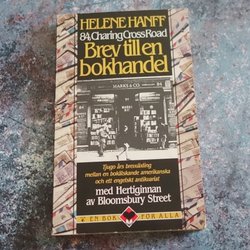 HELENE HANFF
84, Charing Cross Road
Brev till en
bokhandel
MARKS & CO.
84
Tjugo års brevväxling
mellan en bokälskande amerikanska
och ett engelskt antikvariat
med Hertiginnan
av Bloomsbury Street
EN BOK FÖR ALLA